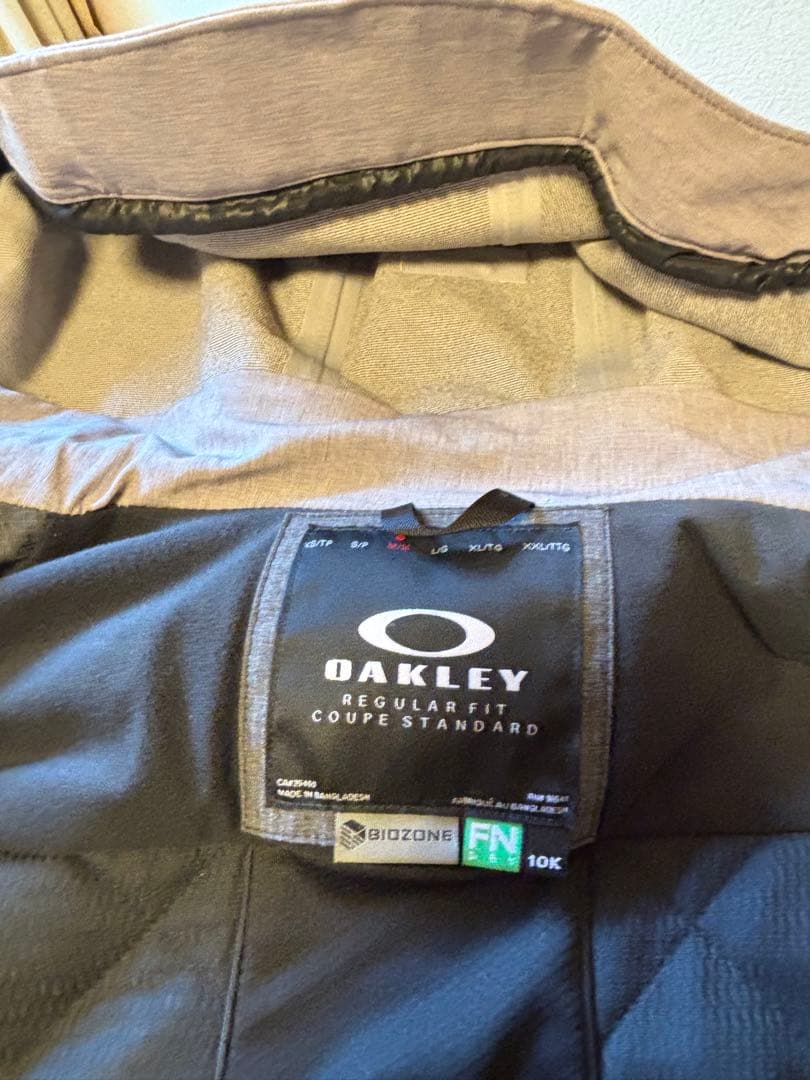 XS/TP S/P M/M L/G XL/TG XXL/TTG
OAKLEY
REGULAR FIT
COUPE STANDARD
MADE IN BANGLADESH
FABRIQUÉ AU BANGLADESH
BIOZONE
FN
DRY
10K